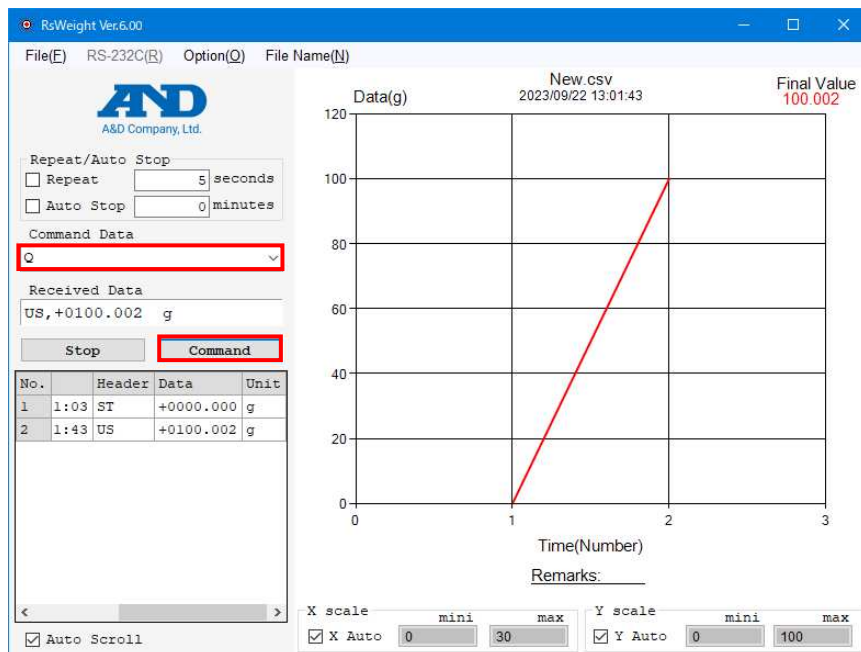 RsWeight Ver.6.00
File(F) RS-232C(R) Option(O) File Name(N)
AND
A&D Company, Ltd.
Repeat/Auto Stop
Repeat 5 seconds
Auto Stop 0 minutes
Command Data
Q
Received Data
US,+0100.002 g
Stop Command
No. Header Data Unit
1 1:03 ST +0000.000 g
2 1:43 US +0100.002 g
Auto Scroll
New.csv
2023/09/22 13:01:43
Final Value
100.002
Data(g)
120
100
80
60
40
20
0
0 1 2 3
Time(Number)
Remarks:
X scale mini max
X Auto 0 30
Y scale mini max
Y Auto 0 100